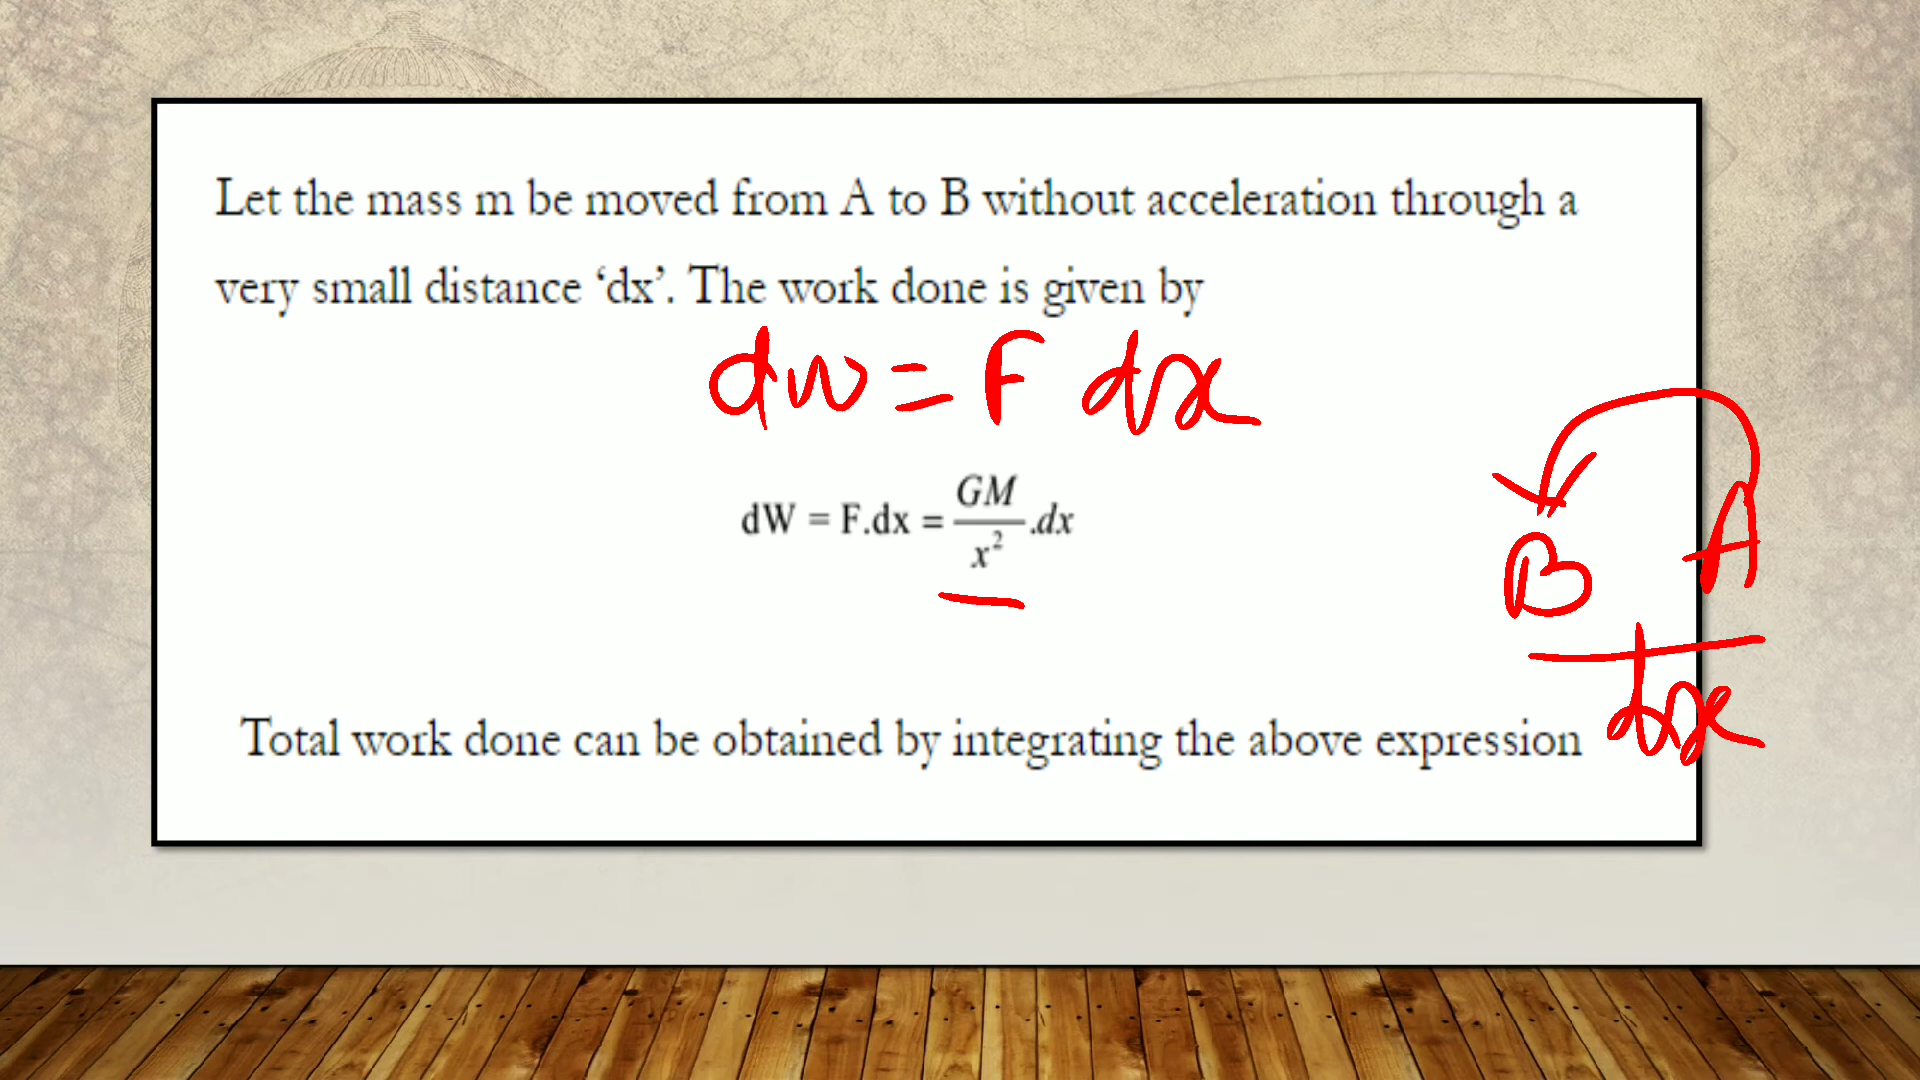 Let the mass m be moved from A to B without acceleration through a
very small distance ‘dx’. The work done is given by
dw = F dx
dW = F.dx = \frac{GM}{x^2}.dx
B A
dx
Total work done can be obtained by integrating the above expression